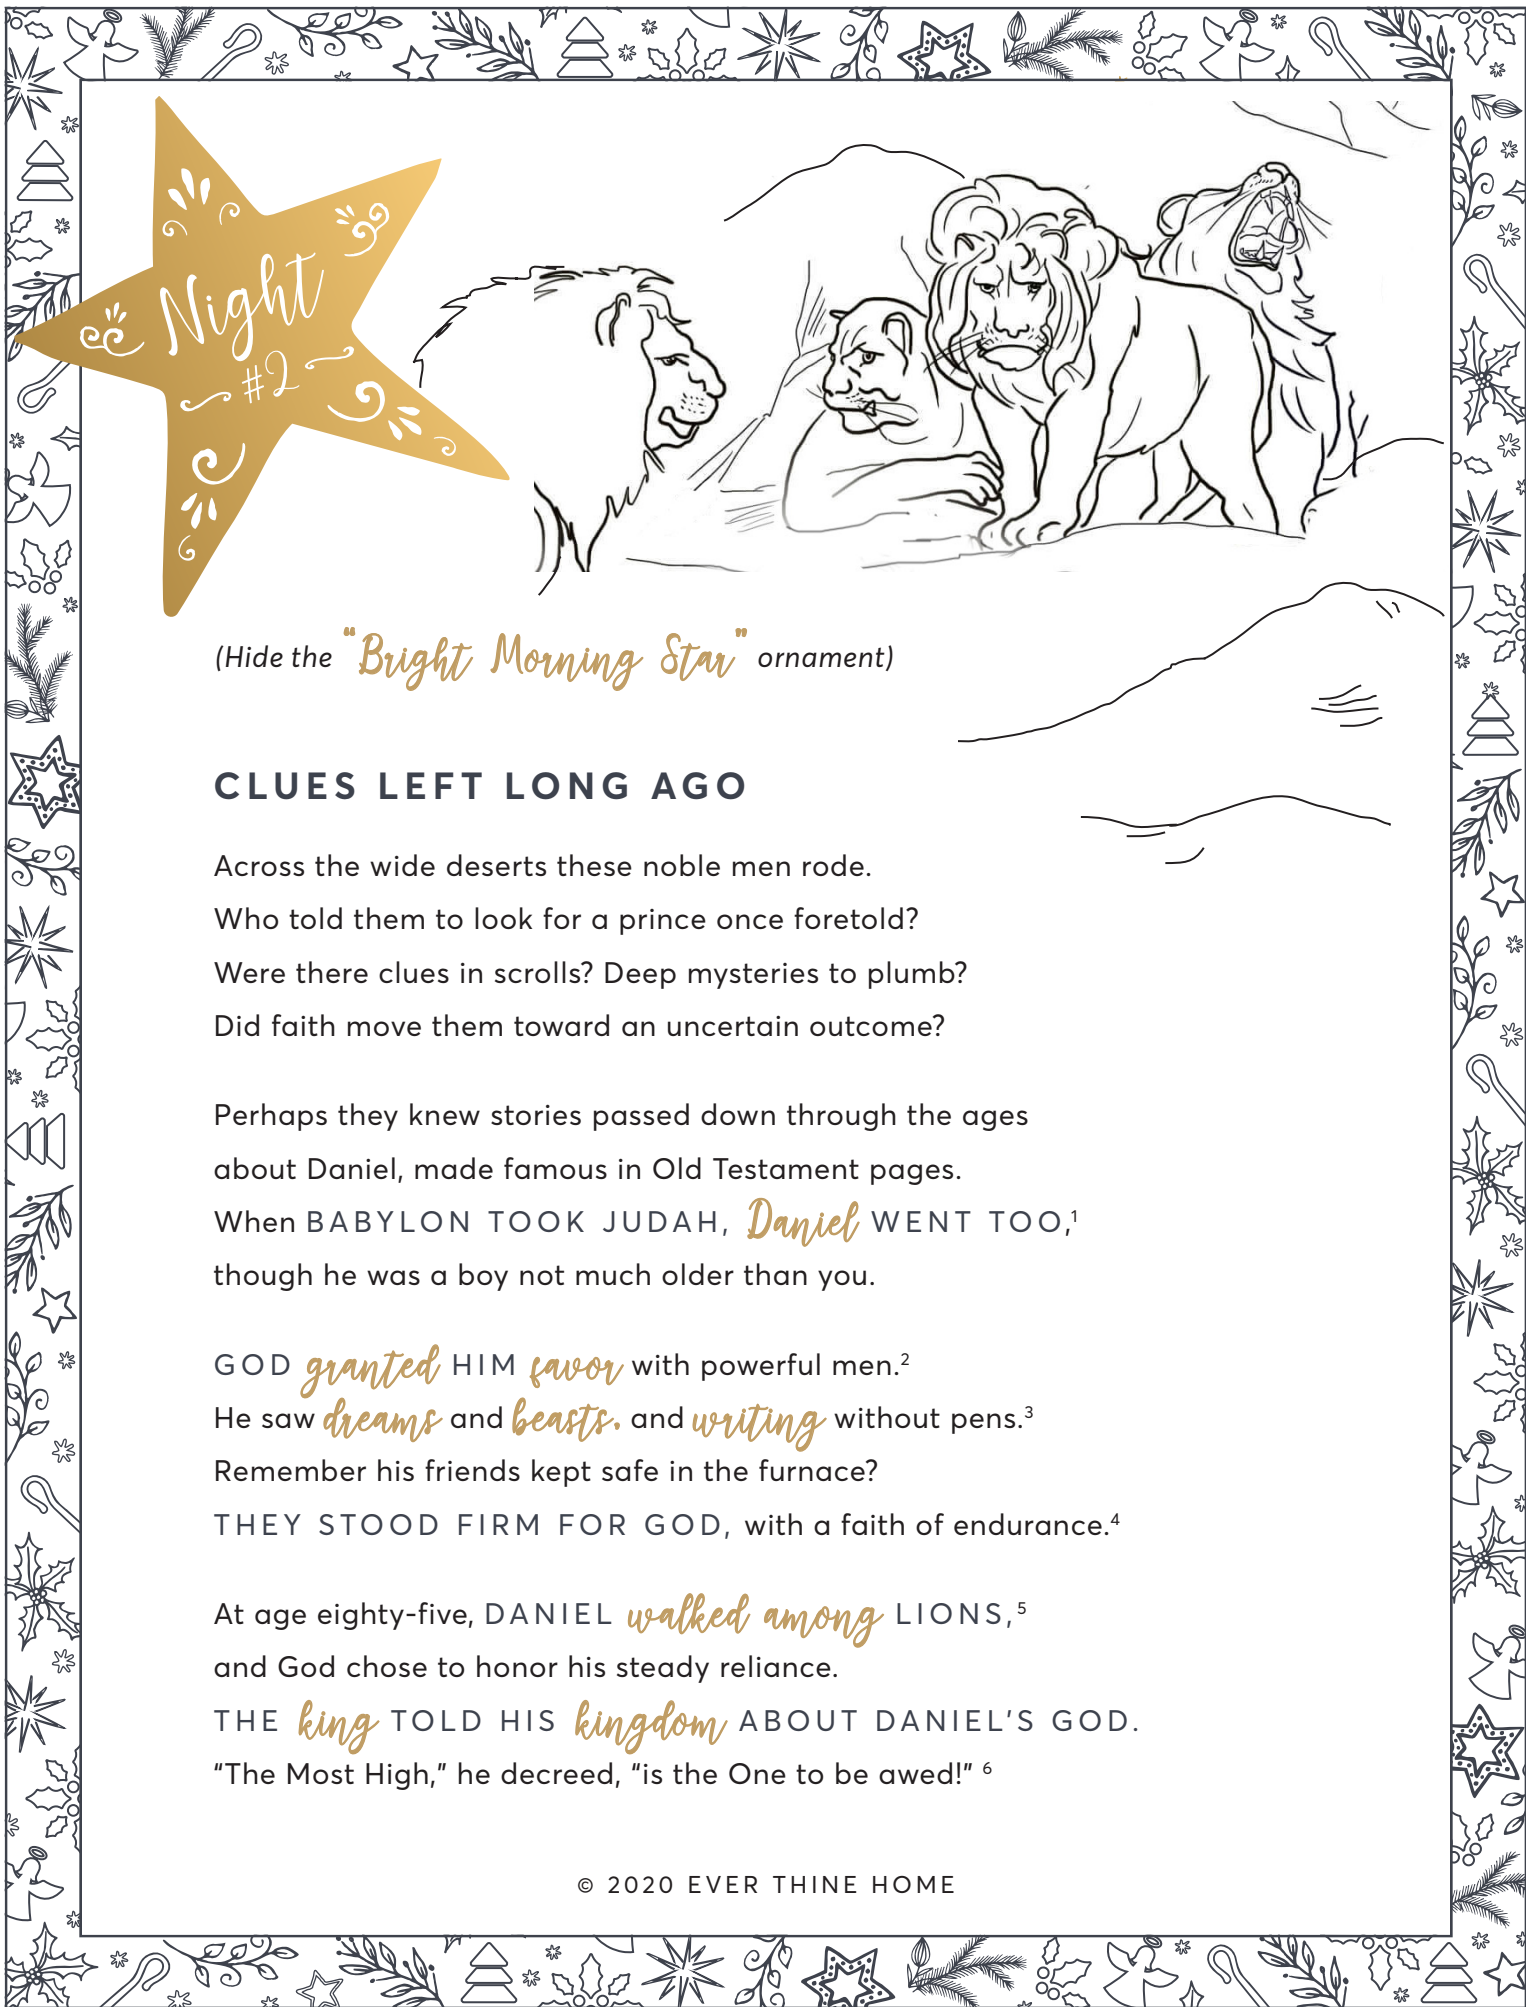 Night
#2
(Hide the "Bright Morning Star" ornament)
CLUES LEFT LONG AGO
Across the wide deserts these noble men rode.
Who told them to look for a prince once foretold?
Were there clues in scrolls? Deep mysteries to plumb?
Did faith move them toward an uncertain outcome?
Perhaps they knew stories passed down through the ages
about Daniel, made famous in Old Testament pages.
When BABYLON TOOK JUDAH, Daniel WENT TOO,¹
though he was a boy not much older than you.
GOD granted HIM favor with powerful men.²
He saw dreams and beasts, and writing without pens.³
Remember his friends kept safe in the furnace?
THEY STOOD FIRM FOR GOD, with a faith of endurance.⁴
At age eighty-five, DANIEL walked among LIONS,⁵
and God chose to honor his steady reliance.
THE king TOLD HIS kingdom ABOUT DANIEL'S GOD.
“The Most High,” he decreed, “is the One to be awed!” ⁶
© 2020 EVER THINE HOME